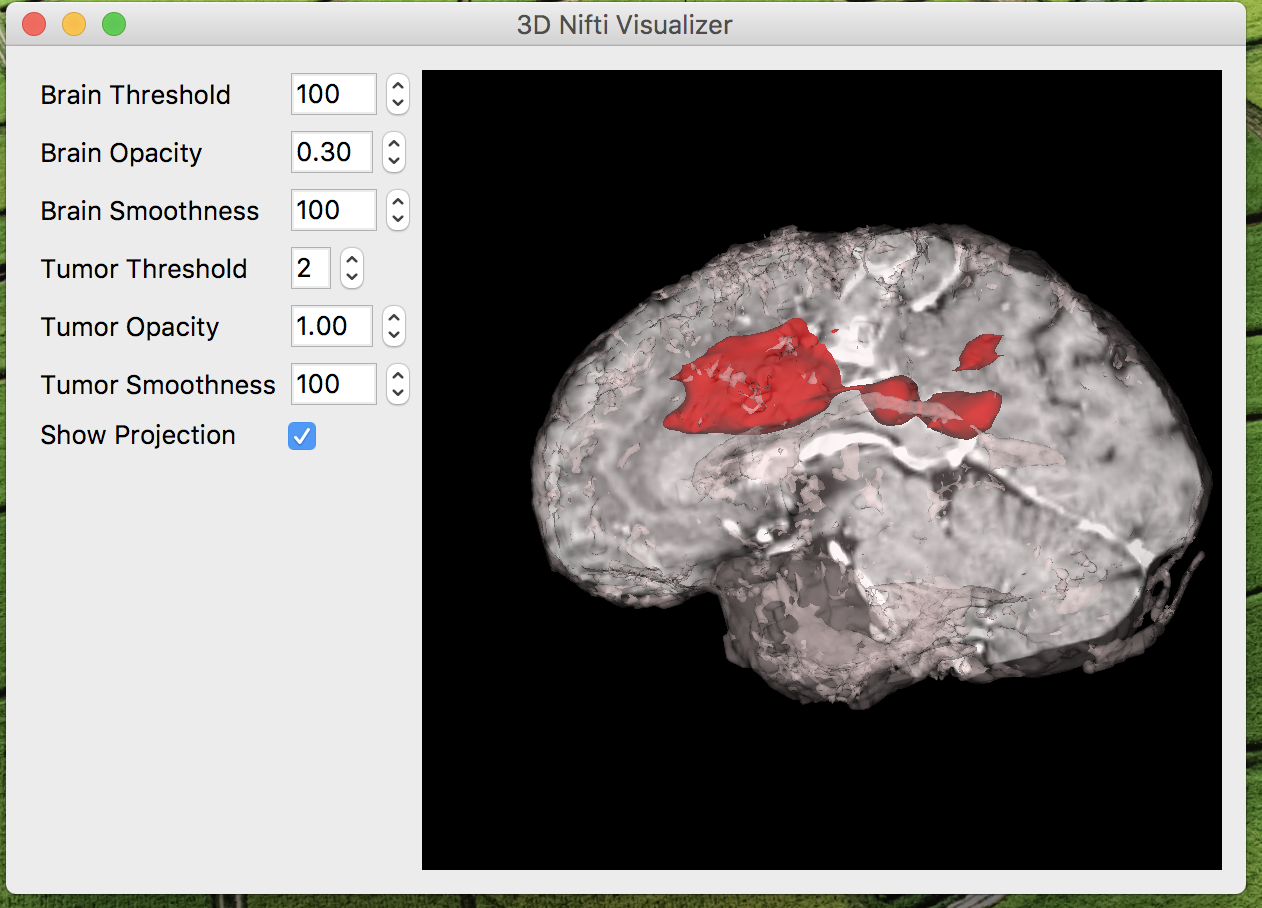 3D Nifti Visualizer
Brain Threshold 100
Brain Opacity 0.30
Brain Smoothness 100
Tumor Threshold 2
Tumor Opacity 1.00
Tumor Smoothness 100
Show Projection